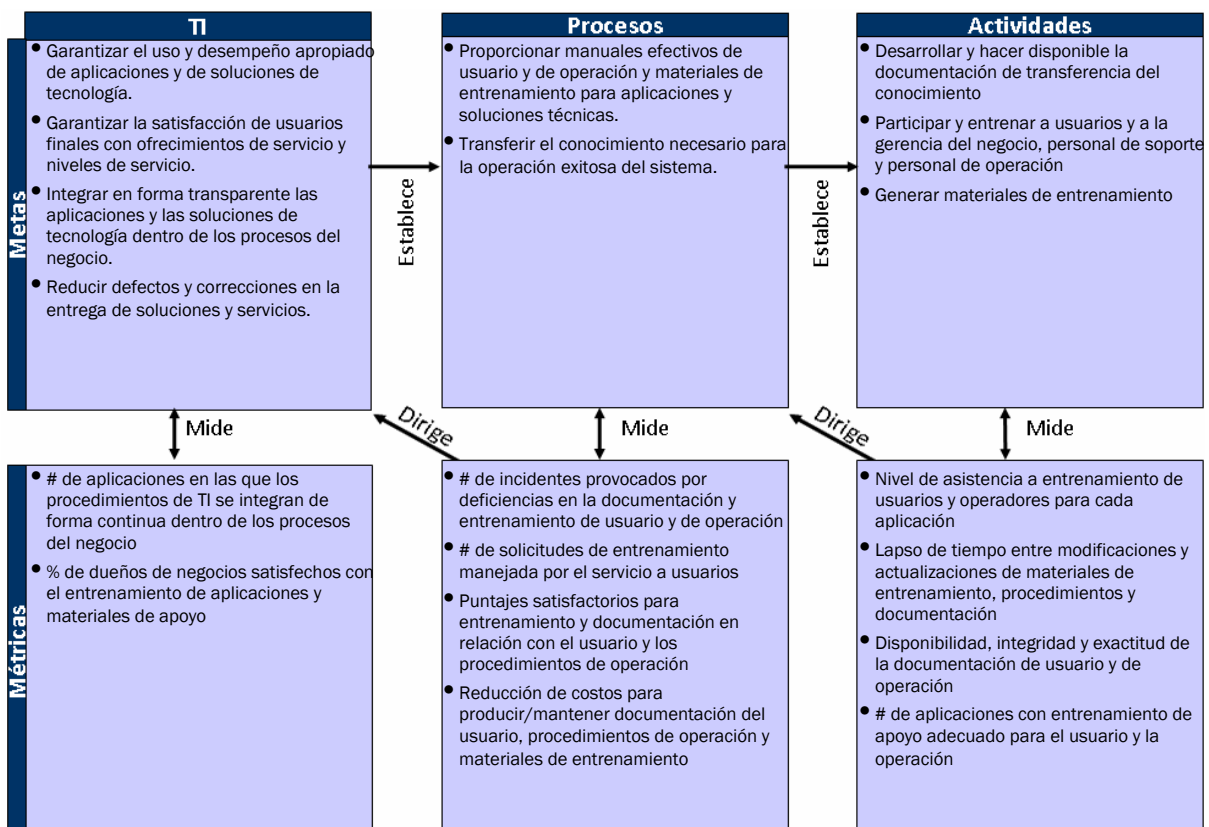 TI
Procesos
Actividades
Metas
• Garantizar el uso y desempeño apropiado
de aplicaciones y de soluciones de
tecnología.
• Garantizar la satisfacción de usuarios
finales con ofrecimientos de servicio y
niveles de servicio.
• Integrar en forma transparente las
aplicaciones y las soluciones de
tecnología dentro de los procesos del
negocio.
• Reducir defectos y correcciones en la
entrega de soluciones y servicios.
Establece
• Proporcionar manuales efectivos de
usuario y de operación y materiales de
entrenamiento para aplicaciones y
soluciones técnicas.
• Transferir el conocimiento necesario para
la operación exitosa del sistema.
Establece
• Desarrollar y hacer disponible la
documentación de transferencia del
conocimiento
• Participar y entrenar a usuarios y a la
gerencia del negocio, personal de soporte
y personal de operación
• Generar materiales de entrenamiento
Mide
Dirige
Mide
Dirige
Mide
Métricas
• # de aplicaciones en las que los
procedimientos de TI se integran de
forma continua dentro de los procesos
del negocio
• % de dueños de negocios satisfechos con
el entrenamiento de aplicaciones y
materiales de apoyo
• # de incidentes provocados por
deficiencias en la documentación y
entrenamiento de usuario y de operación
• # de solicitudes de entrenamiento
manejada por el servicio a usuarios
• Puntajes satisfactorios para
entrenamiento y documentación en
relación con el usuario y los
procedimientos de operación
• Reducción de costos para
producir/mantener documentación del
usuario, procedimientos de operación y
materiales de entrenamiento
• Nivel de asistencia a entrenamiento de
usuarios y operadores para cada
aplicación
• Lapso de tiempo entre modificaciones y
actualizaciones de materiales de
entrenamiento, procedimientos y
documentación
• Disponibilidad, integridad y exactitud de
la documentación de usuario y de
operación
• # de aplicaciones con entrenamiento de
apoyo adecuado para el usuario y la
operación